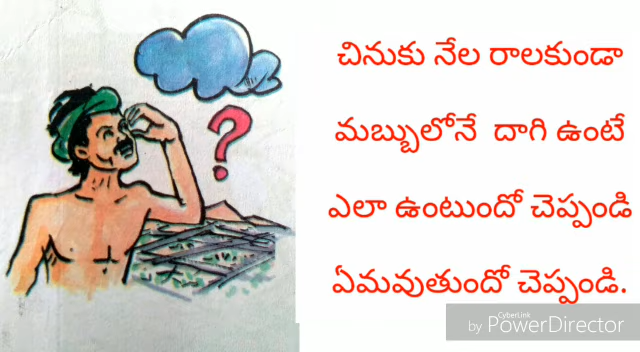 చినుకు నేల రాలకుండా
మబ్బులోనే దాగి ఉంటే
ఎలా ఉంటుందో చెప్పండి
ఏమవుతుందో చెప్పండి.
?
CyberLink
by PowerDirector